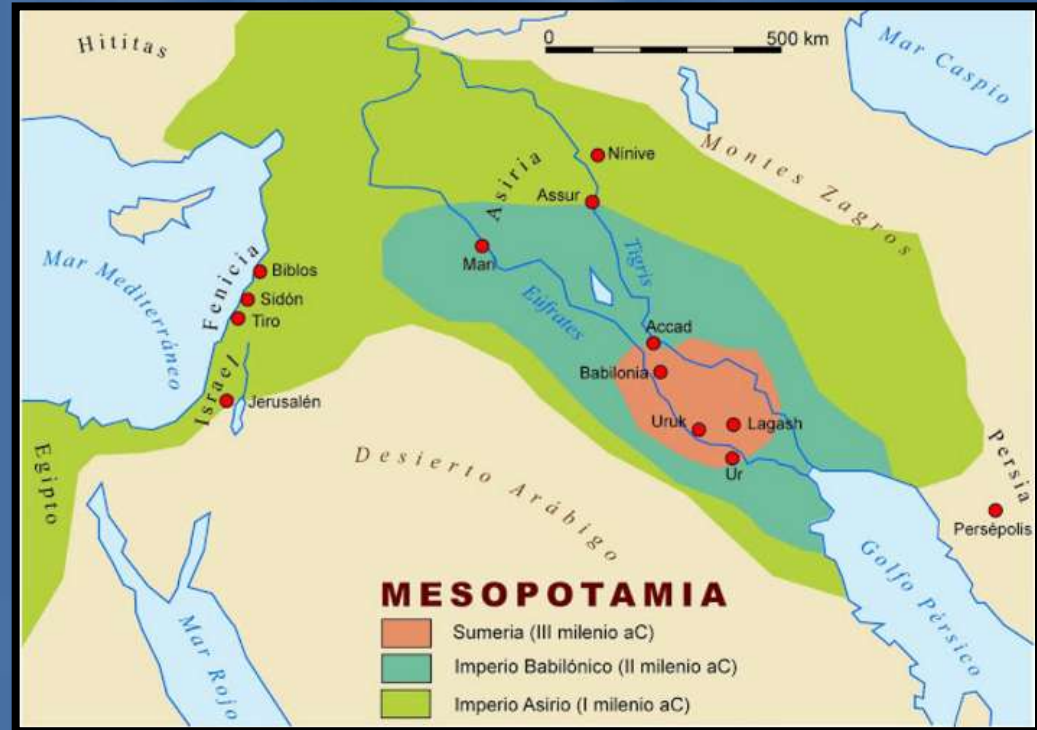 Hititas
0 500 km
Mar Caspio
Montes Zagros
Nínive
Asiria
Assur
Tigris
Mari
Eufrates
Mar Mediterráneo
Fenicia
Biblos
Sidón
Tiro
Israel
Jerusalén
Accad
Babilonia
Uruk
Lagash
Ur
Egipto
Desierto Arábigo
Persia
Persépolis
Golfo Pérsico
Mar Rojo
MESOPOTAMIA
Sumeria (III milenio aC)
Imperio Babilónico (II milenio aC)
Imperio Asirio (I milenio aC)